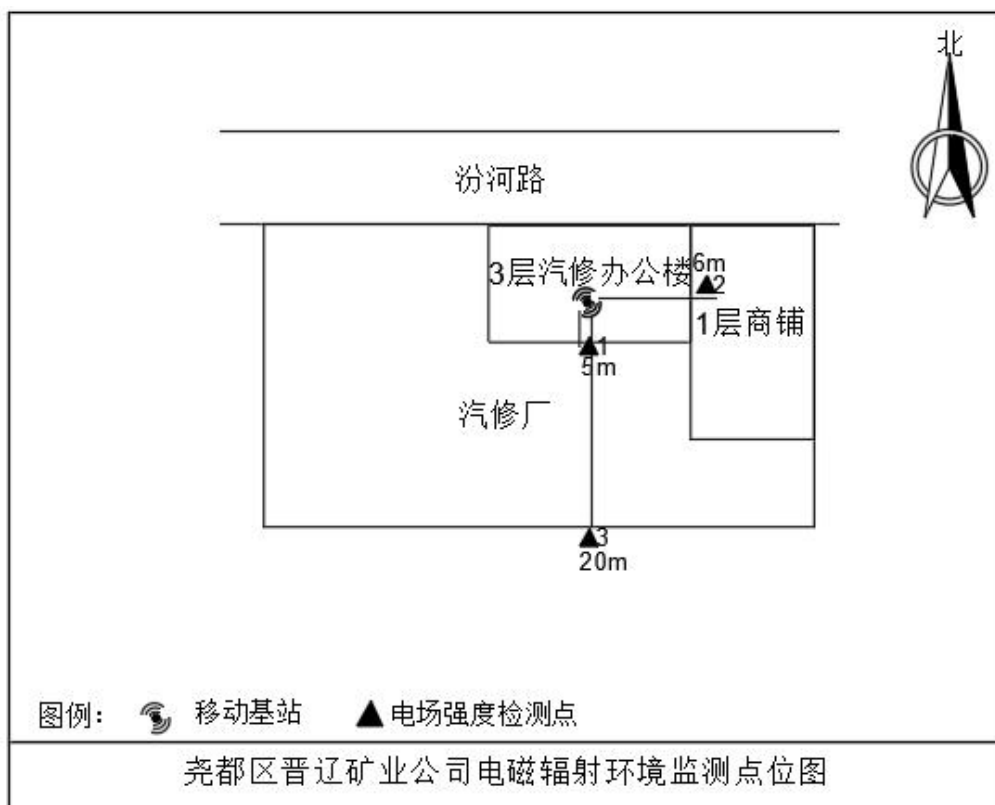 北
汾河路
3层汽修办公楼
6m
2
1层商铺
1
5m
汽修厂
3
20m
图例：
移动基站
电场强度检测点
尧都区晋辽矿业公司电磁辐射环境监测点位图